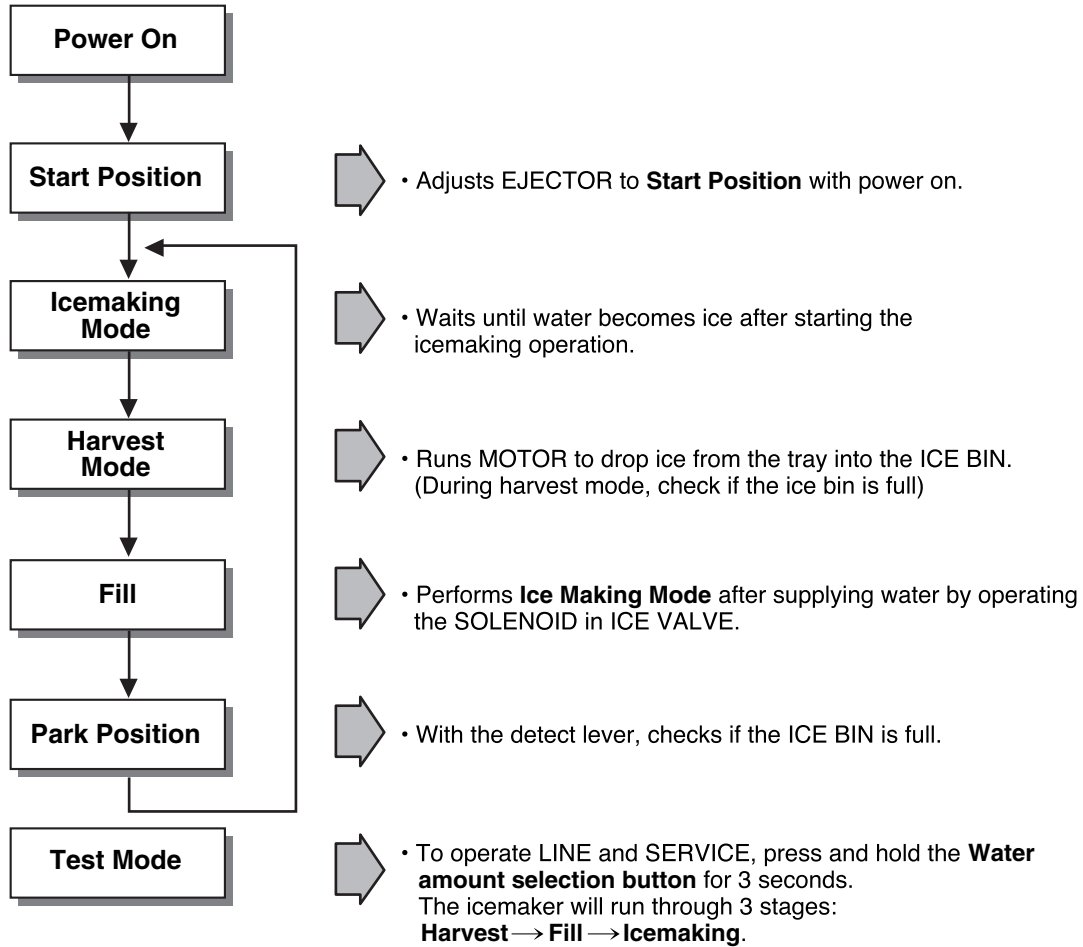 Power On
Start Position
• Adjusts EJECTOR to Start Position with power on.
Icemaking
Mode
• Waits until water becomes ice after starting the
icemaking operation.
Harvest
Mode
• Runs MOTOR to drop ice from the tray into the ICE BIN.
(During harvest mode, check if the ice bin is full)
Fill
• Performs Ice Making Mode after supplying water by operating
the SOLENOID in ICE VALVE.
Park Position
• With the detect lever, checks if the ICE BIN is full.
Test Mode
• To operate LINE and SERVICE, press and hold the Water
amount selection button for 3 seconds.
The icemaker will run through 3 stages:
Harvest→Fill→Icemaking.